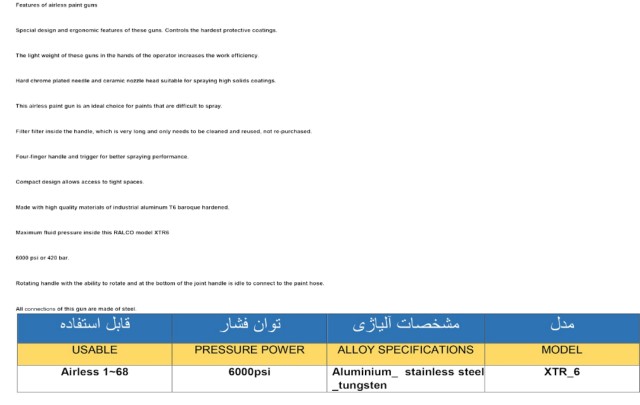 Features of airless paint guns
Special design and ergonomic features of these guns. Controls the hardest protective coatings.
The light weight of these guns in the hands of the operator increases the work efficiency.
Hard chrome plated needle and ceramic nozzle head suitable for spraying high solids coatings.
This airless paint gun is an ideal choice for paints that are difficult to spray.
Filter filter inside the handle, which is very long and only needs to be cleaned and reused, not re-purchased.
Four-finger handle and trigger for better spraying performance.
Compact design allows access to tight spaces.
Made with high quality materials of industrial aluminum T6 baroque hardened.
Maximum fluid pressure inside this RALCO model XTR6
6000 psi or 420 bar.
Rotating handle with the ability to rotate and at the bottom of the joint handle is idle to connect to the paint hose.
All connections of this gun are made of steel.
قابل استفاده توان فشار مشخصات آلیاژی مدل
USABLE PRESSURE POWER ALLOY SPECIFICATIONS MODEL
Airless 1~68 6000psi Aluminium_ stainless steel XTR_6
_tungsten